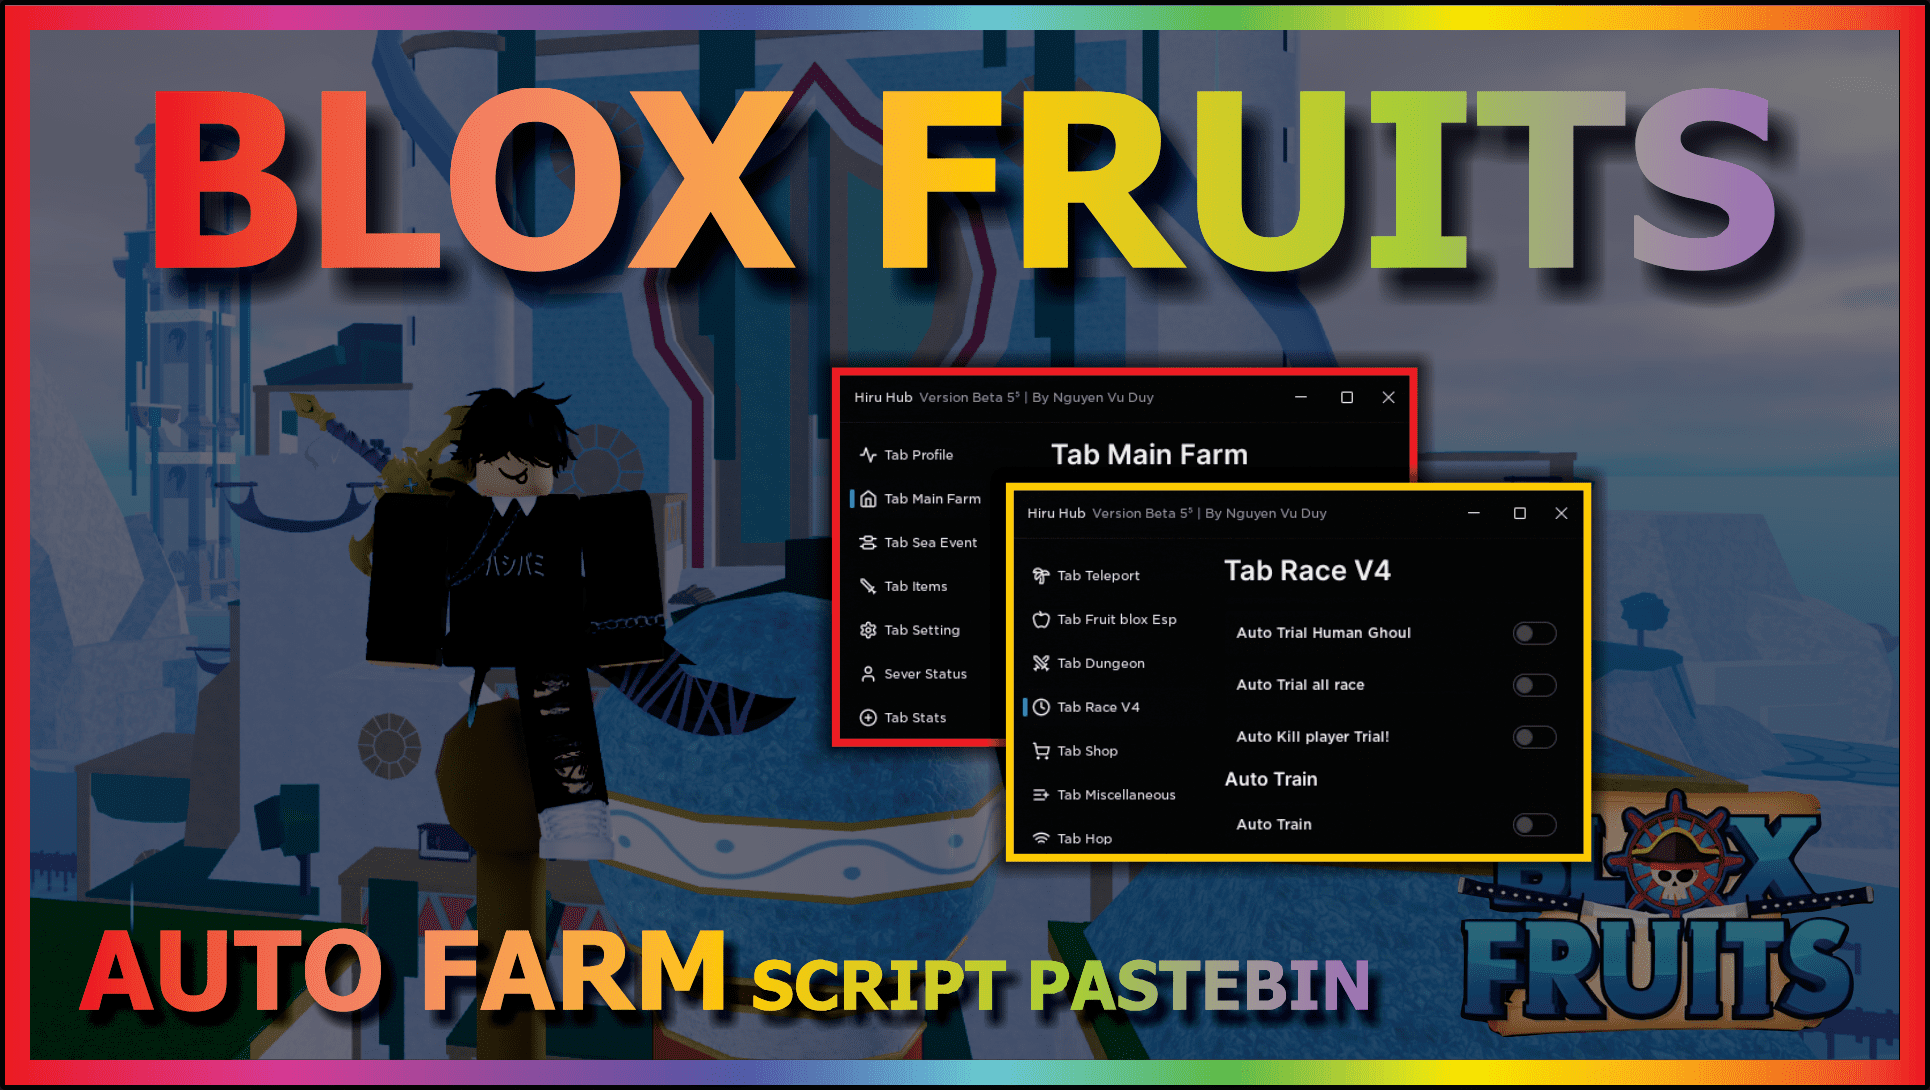 BLOX FRUITS
Hiru Hub Version Beta 5⁵ | By Nguyen Vu Duy
Tab Profile
Tab Main Farm
Tab Sea Event
Tab Items
Tab Setting
Sever Status
Tab Stats
Tab Main Farm
Hiru Hub Version Beta 5⁵ | By Nguyen Vu Duy
Tab Teleport
Tab Fruit blox Esp
Tab Dungeon
Tab Race V4
Tab Shop
Tab Miscellaneous
Tab Hop
Tab Race V4
Auto Trial Human Ghoul
Auto Trial all race
Auto Kill player Trial!
Auto Train
Auto Train
ハシバミ
AUTO FARM SCRIPT PASTEBIN
BLOX
FRUITS